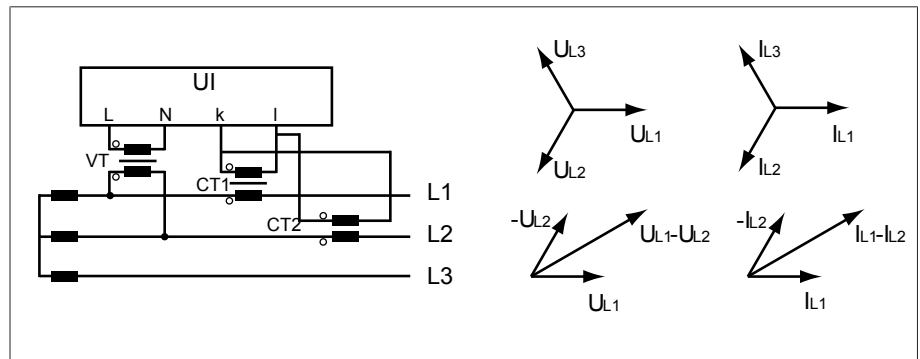 UI
L N k l
VT
CT1
CT2
L1
L2
L3
UL3
UL1
UL2
IL3
IL1
IL2
-UL2
UL1-UL2
UL1
-IL2
IL1-IL2
IL1